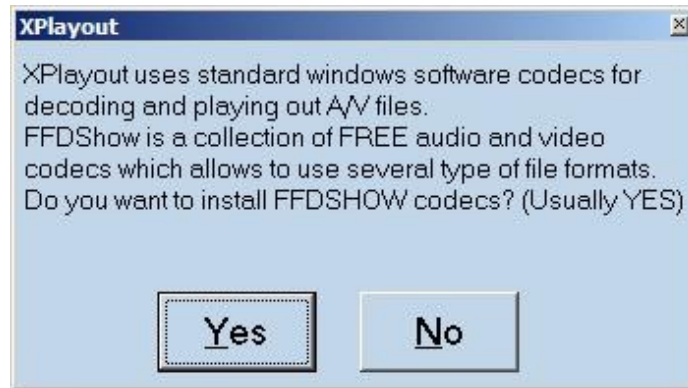 XPlayout
XPlayout uses standard windows software codecs for
decoding and playing out A/V files.
FFDShow is a collection of FREE audio and video
codecs which allows to use several type of file formats.
Do you want to install FFDSHOW codecs? (Usually YES)
Yes
No